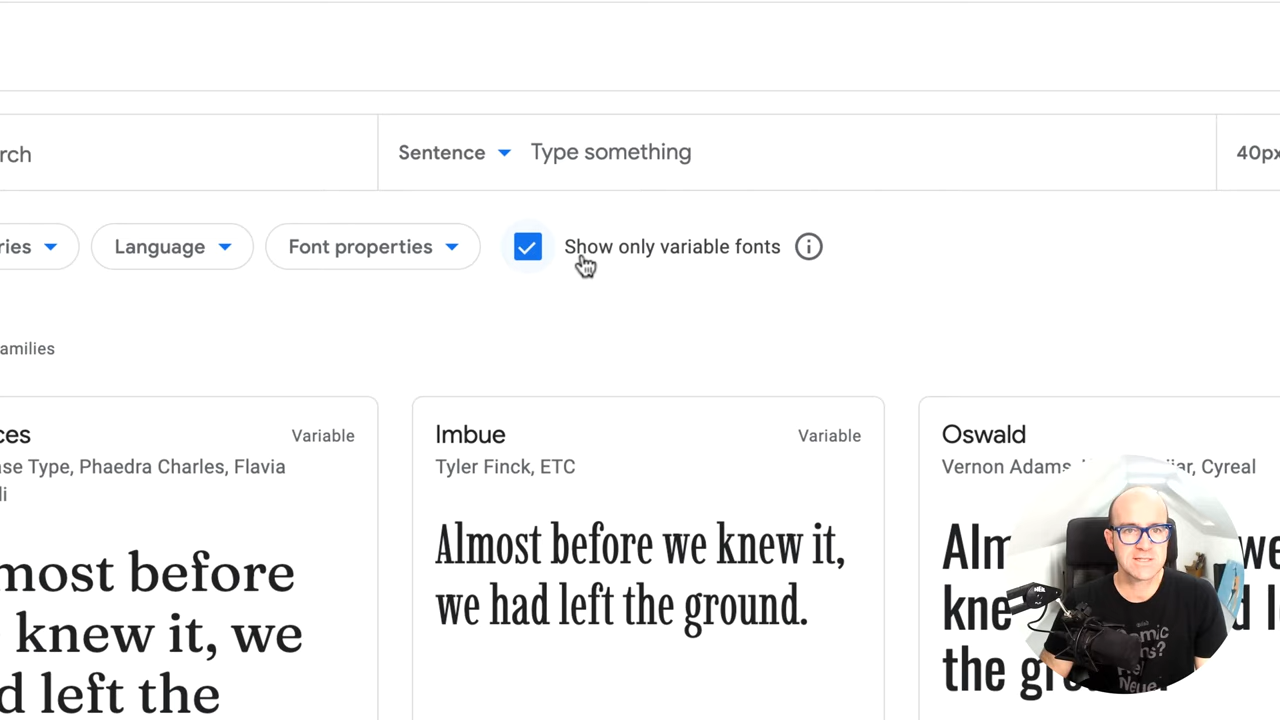 rch
Sentence
Type something
40px
ries
Language
Font properties
Show only variable fonts
amilies
ces
Variable
ase Type, Phaedra Charles, Flavia
li
most before
knew it, we
d left the
Imbue
Variable
Tyler Finck, ETC
Almost before we knew it,
we had left the ground.
Oswald
Vernon Adams, Cyreal
Alm we
kne d l
the gr